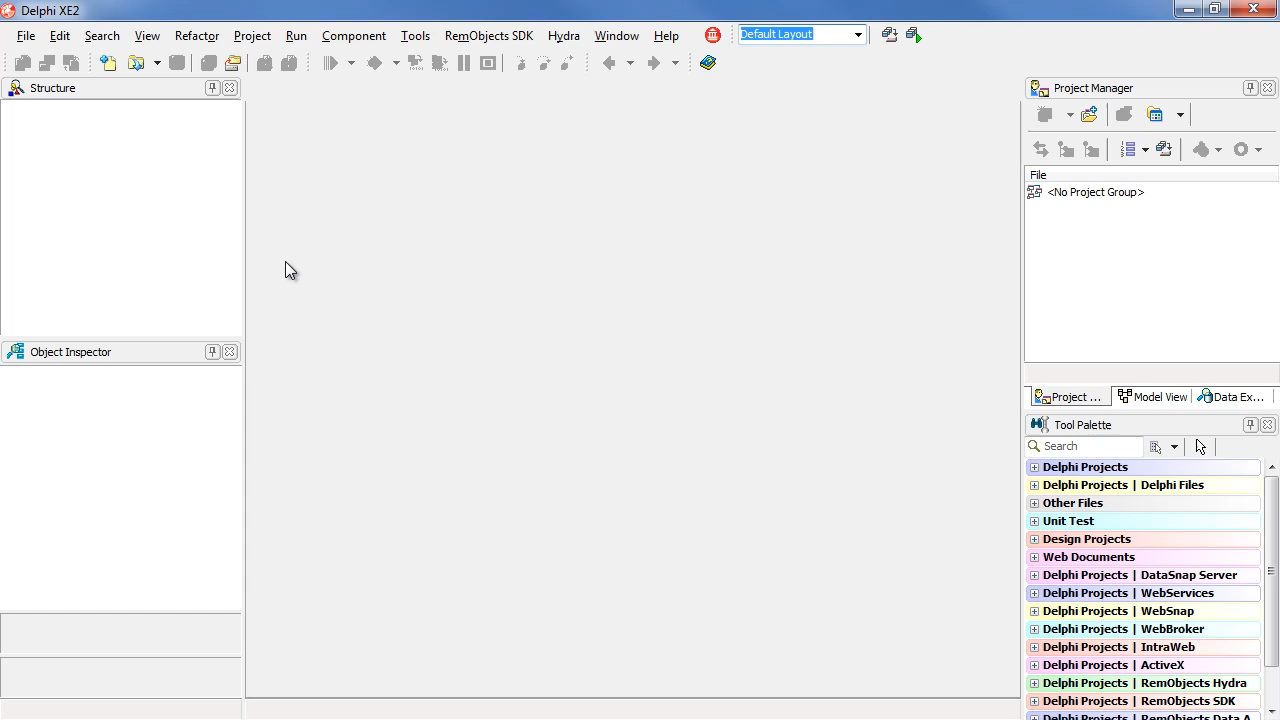 Delphi XE2
File Edit Search View Refactor Project Run Component Tools RemObjects SDK Hydra Window Help Default Layout
Structure
Object Inspector
Project Manager
File
<No Project Group>
Project ... Model View Data Ex...
Tool Palette
Search
Delphi Projects
Delphi Projects | Delphi Files
Other Files
Unit Test
Design Projects
Web Documents
Delphi Projects | DataSnap Server
Delphi Projects | WebServices
Delphi Projects | WebSnap
Delphi Projects | WebBroker
Delphi Projects | IntraWeb
Delphi Projects | ActiveX
Delphi Projects | RemObjects Hydra
Delphi Projects | RemObjects SDK
Delphi Projects | RemObjects Data A